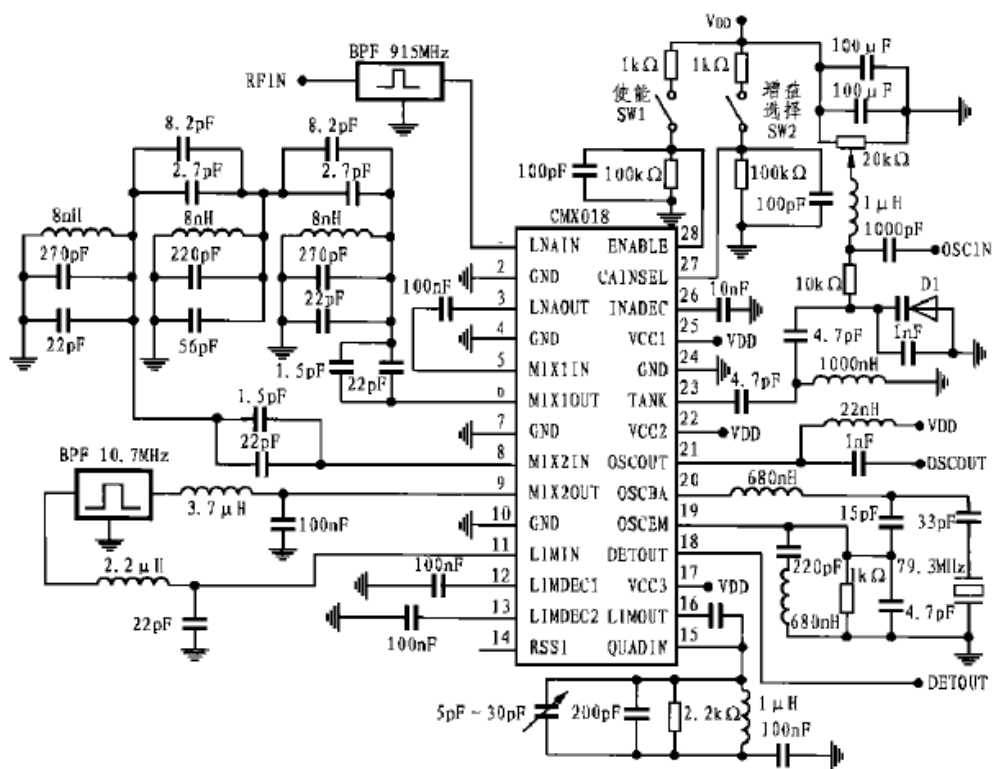 VDD
BPF 915MHz
RFIN
1kΩ
1kΩ
100μF
100μF
使能
SW1
增益
选择
SW2
20kΩ
8.2pF
8.2pF
2.7pF
2.7pF
100pF
100kΩ
100kΩ
100pF
1μH
1000pF
OSCIN
8nH
8nH
8nH
270pF
220pF
270pF
22pF
22pF
56pF
1.5pF
22pF
100nF
CMX018
1 LNAIN
2 GND
3 LNAOUT
4 GND
5 MIX1IN
6 MIX1OUT
7 GND
8 MIX2IN
9 MIX2OUT
10 GND
11 LIMIN
12 LIMDEC1
13 LIMDEC2
14 RSS1
ENABLE 28
CAINSEL 27
INADEC 26
VCC1 25
GND 24
TANK 23
VCC2 22
OSCOUT 21
OSCBA 20
OSCEM 19
DETOUT 18
VCC3 17
LIMOUT 16
QUADIN 15
10nF
VDD
10kΩ
D1
4.7pF
1nF
4.7pF
1000nH
VDD
22nH
VDD
1nF
OSCOUT
680nH
15pF
33pF
220pF
1kΩ
79.3MHz
680nH
4.7pF
VDD
DETOUT
1.5pF
22pF
BPF 10.7MHz
3.7μH
100nF
2.2μH
22pF
100nF
100nF
5pF～30pF
200pF
2.2kΩ
1μH
100nF